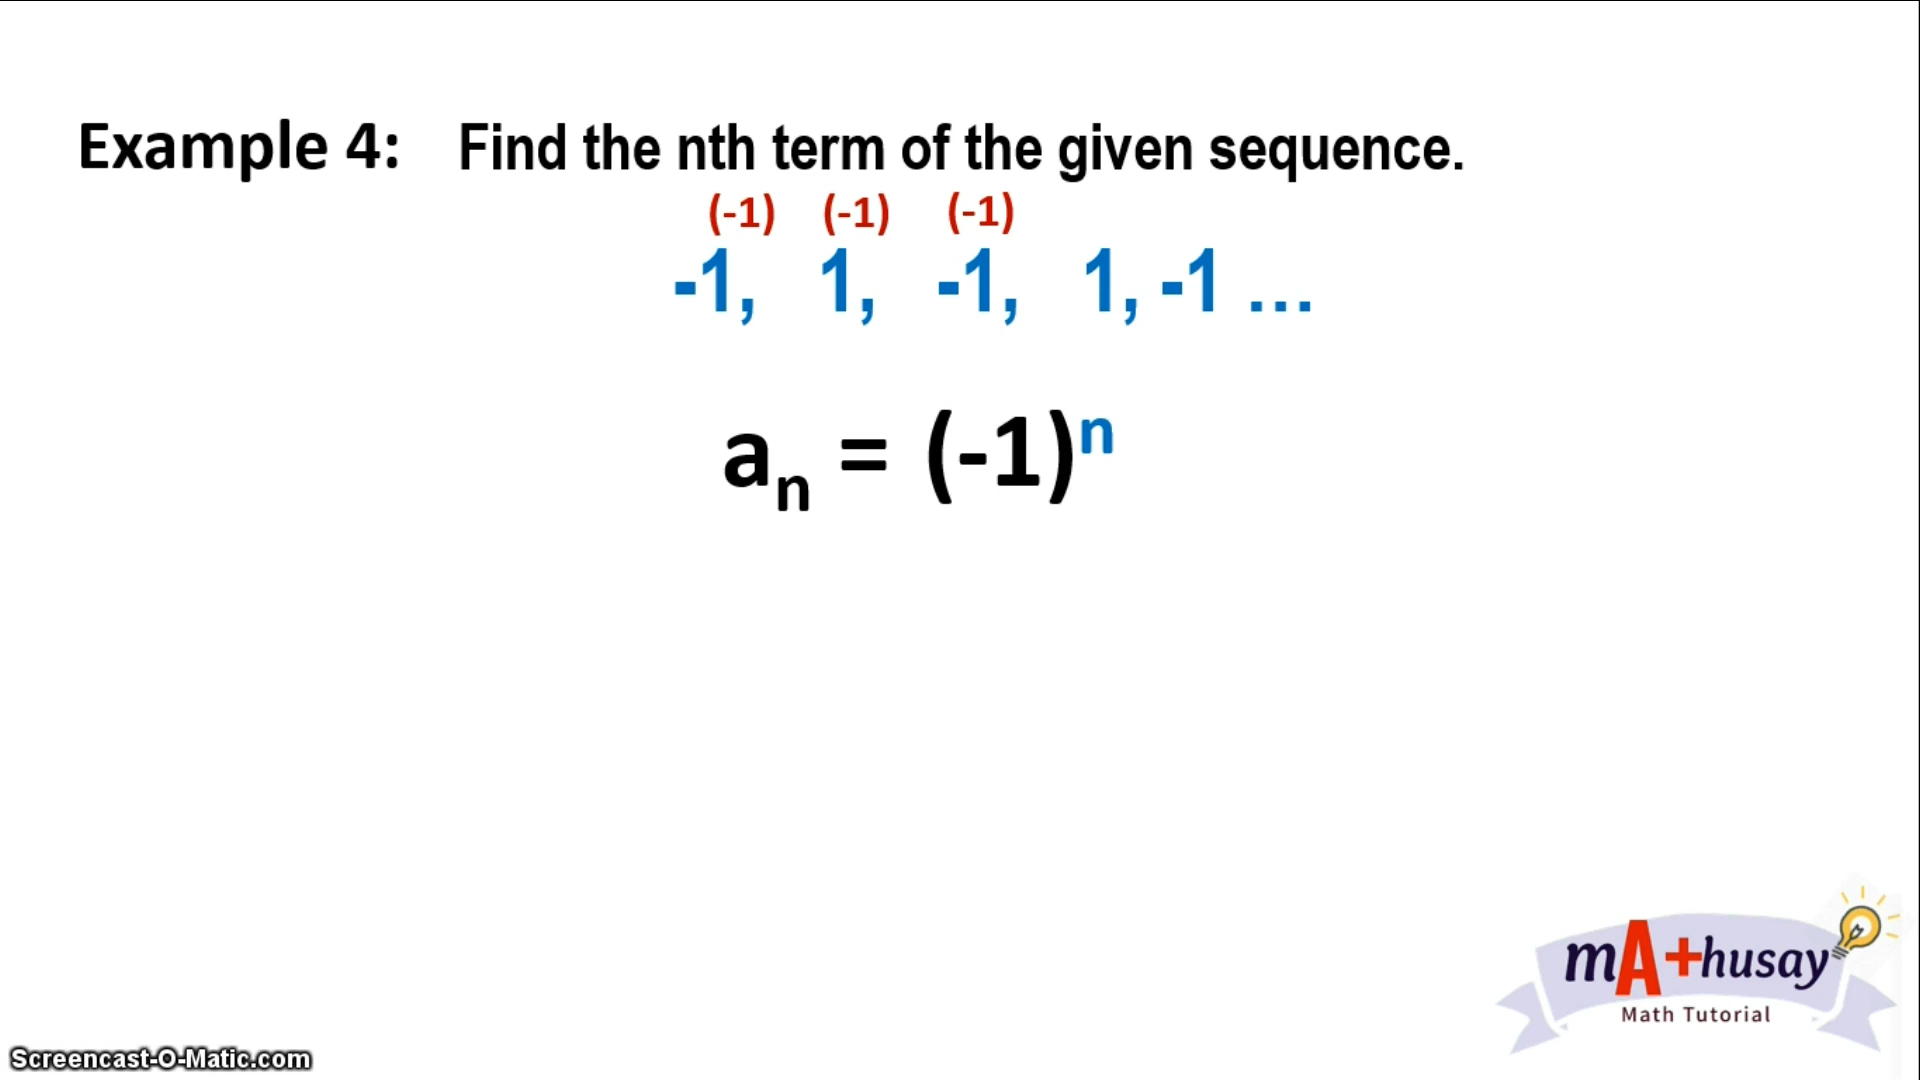 Example 4: Find the nth term of the given sequence.
(-1) (-1) (-1)
-1, 1, -1, 1, -1 ...
aₙ = (-1)ⁿ
mA+husay
Math Tutorial
Screencast-O-Matic.com